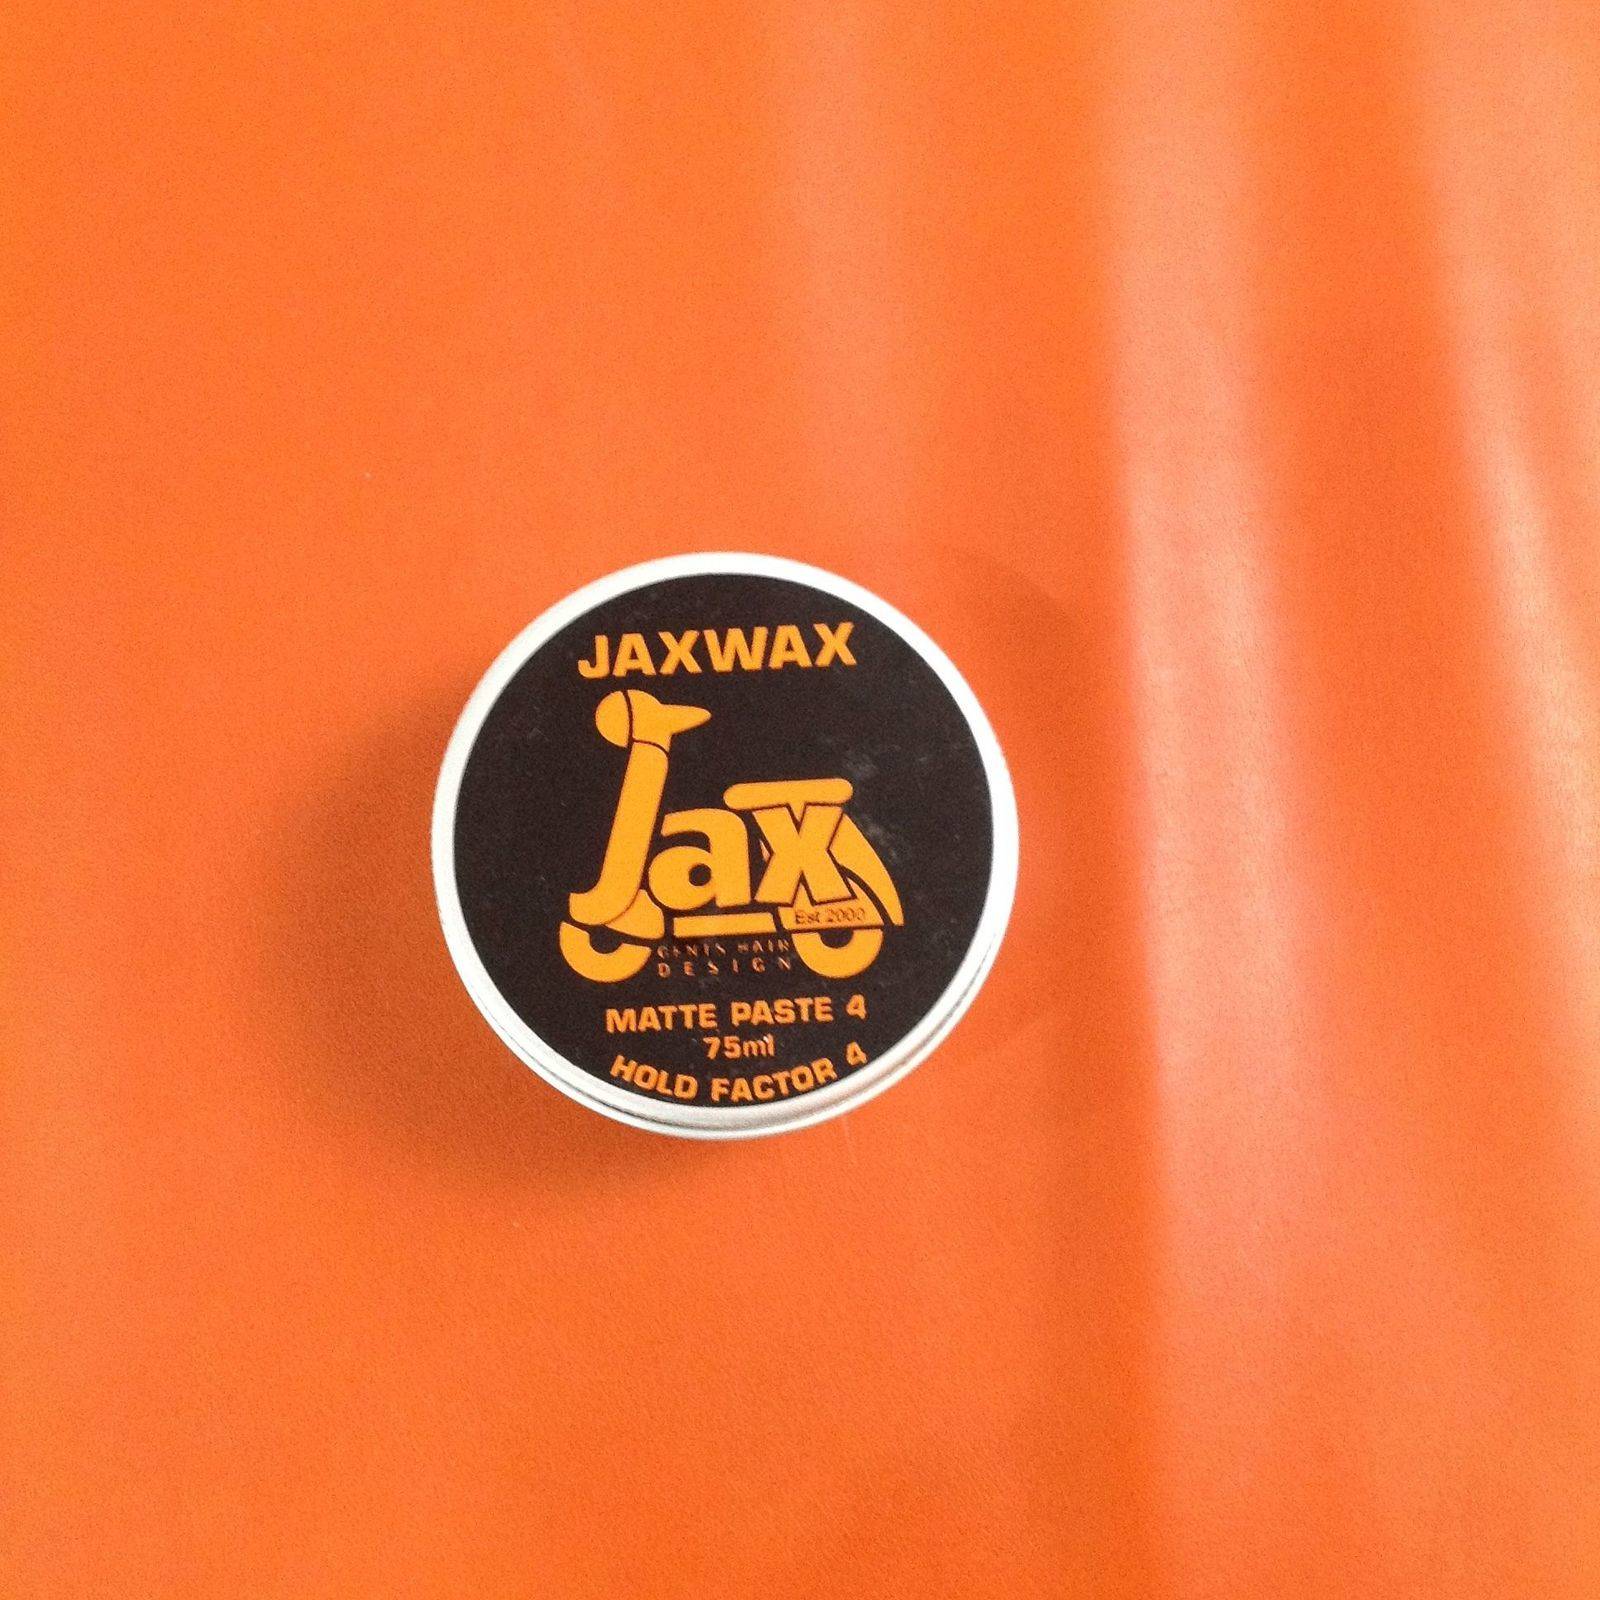 JAXWAX
Jax
Est 2000
GENTS HAIR
DESIGN
MATTE PASTE 4
75ml
HOLD FACTOR 4